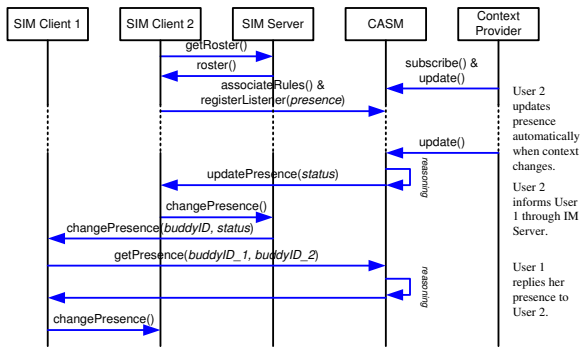 SIM Client 1
SIM Client 2
SIM Server
CASM
Context
Provider
getRoster()
roster()
subscribe() &
update()
associateRules() &
registerListener(presence)
User 2
updates
presence
automatically
when context
changes.
update()
reasoning
updatePresence(status)
User 2
informs User
1 through IM
Server.
changePresence()
changePresence(buddyID, status)
getPresence(buddyID_1, buddyID_2)
reasoning
User 1
replies her
presence to
User 2.
changePresence()